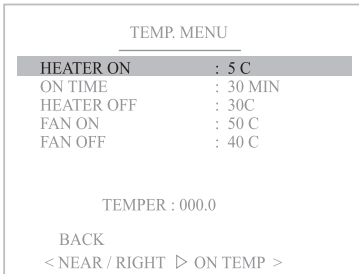 TEMP. MENU
HEATER ON : 5 C
ON TIME : 30 MIN
HEATER OFF : 30C
FAN ON : 50 C
FAN OFF : 40 C
TEMPER : 000.0
BACK
< NEAR / RIGHT ▷ ON TEMP >